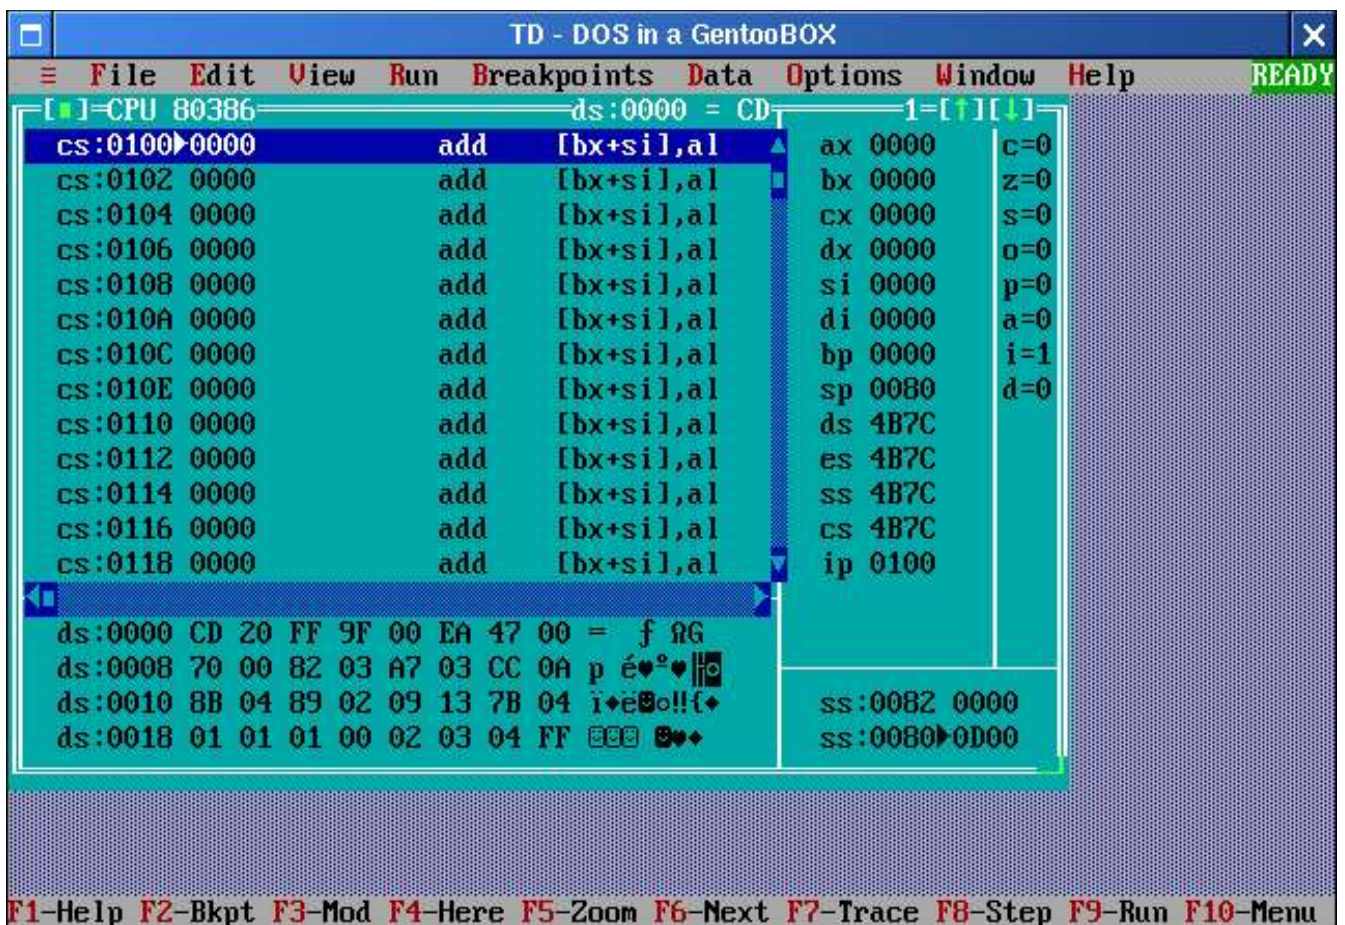 TD - DOS in a GentooBOX
≡ File Edit View Run Breakpoints Data Options Window Help READY
[■]=CPU 80386 ds:0000 = CD 1=[↑][↓]
cs:0100►0000 add [bx+si],al ▲ ax 0000 c=0
cs:0102 0000 add [bx+si],al bx 0000 z=0
cs:0104 0000 add [bx+si],al cx 0000 s=0
cs:0106 0000 add [bx+si],al dx 0000 o=0
cs:0108 0000 add [bx+si],al si 0000 p=0
cs:010A 0000 add [bx+si],al di 0000 a=0
cs:010C 0000 add [bx+si],al bp 0000 i=1
cs:010E 0000 add [bx+si],al sp 0080 d=0
cs:0110 0000 add [bx+si],al ds 4B7C
cs:0112 0000 add [bx+si],al es 4B7C
cs:0114 0000 add [bx+si],al ss 4B7C
cs:0116 0000 add [bx+si],al cs 4B7C
cs:0118 0000 add [bx+si],al ▼ ip 0100
ds:0000 CD 20 FF 9F 00 EA 47 00 = ƒ ΩG
ds:0008 70 00 82 03 A7 03 CC 0A p é♥º♥╠◙
ds:0010 8B 04 89 02 09 13 7B 04 ï♦ë☻○‼{♦ ss:0082 0000
ds:0018 01 01 01 00 02 03 04 FF ☺☺☺ ☻♥♦ ss:0080►0D00
F1-Help F2-Bkpt F3-Mod F4-Here F5-Zoom F6-Next F7-Trace F8-Step F9-Run F10-Menu